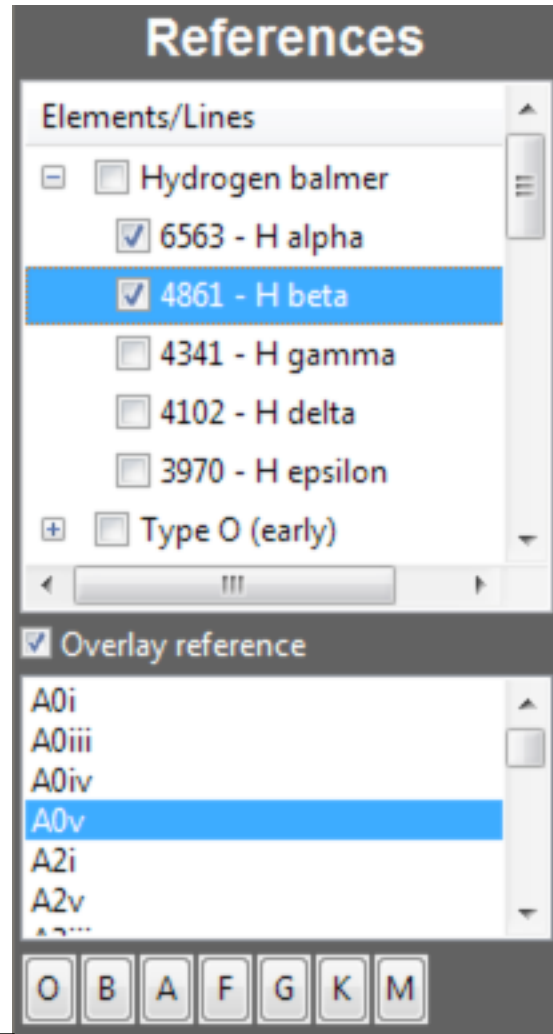 References
Elements/Lines
Hydrogen balmer
6563 - H alpha
4861 - H beta
4341 - H gamma
4102 - H delta
3970 - H epsilon
Type O (early)
Overlay reference
A0i
A0iii
A0iv
A0v
A2i
A2v
O B A F G K M